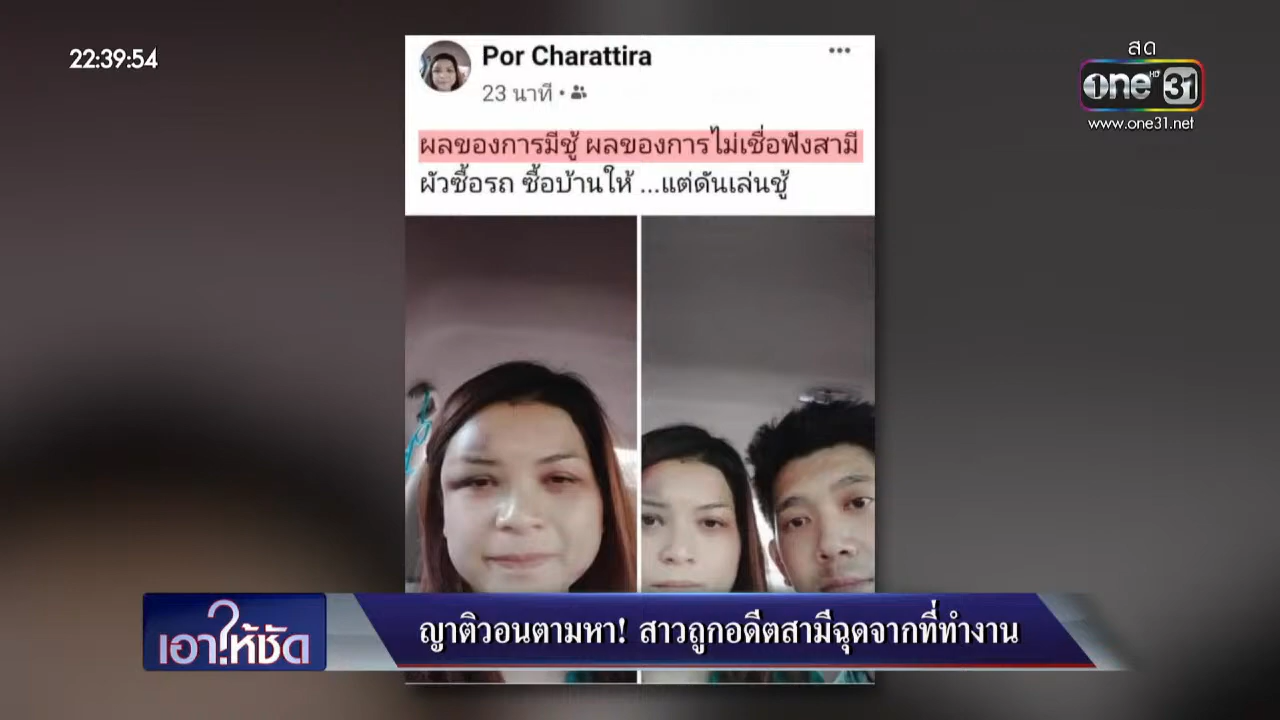 22:39:54
Por Charattira
23 นาที
ผลของการมีชู้ ผลของการไม่เชื่อฟังสามี
ผัวซื้อรถ ซื้อบ้านให้ ...แต่ดันเล่นชู้
สด
one HD 31
www.one31.net
เอาให้ชัด
ญาติวอนตามหา! สาวถูกอดีตสามีฉุดจากที่ทำงาน